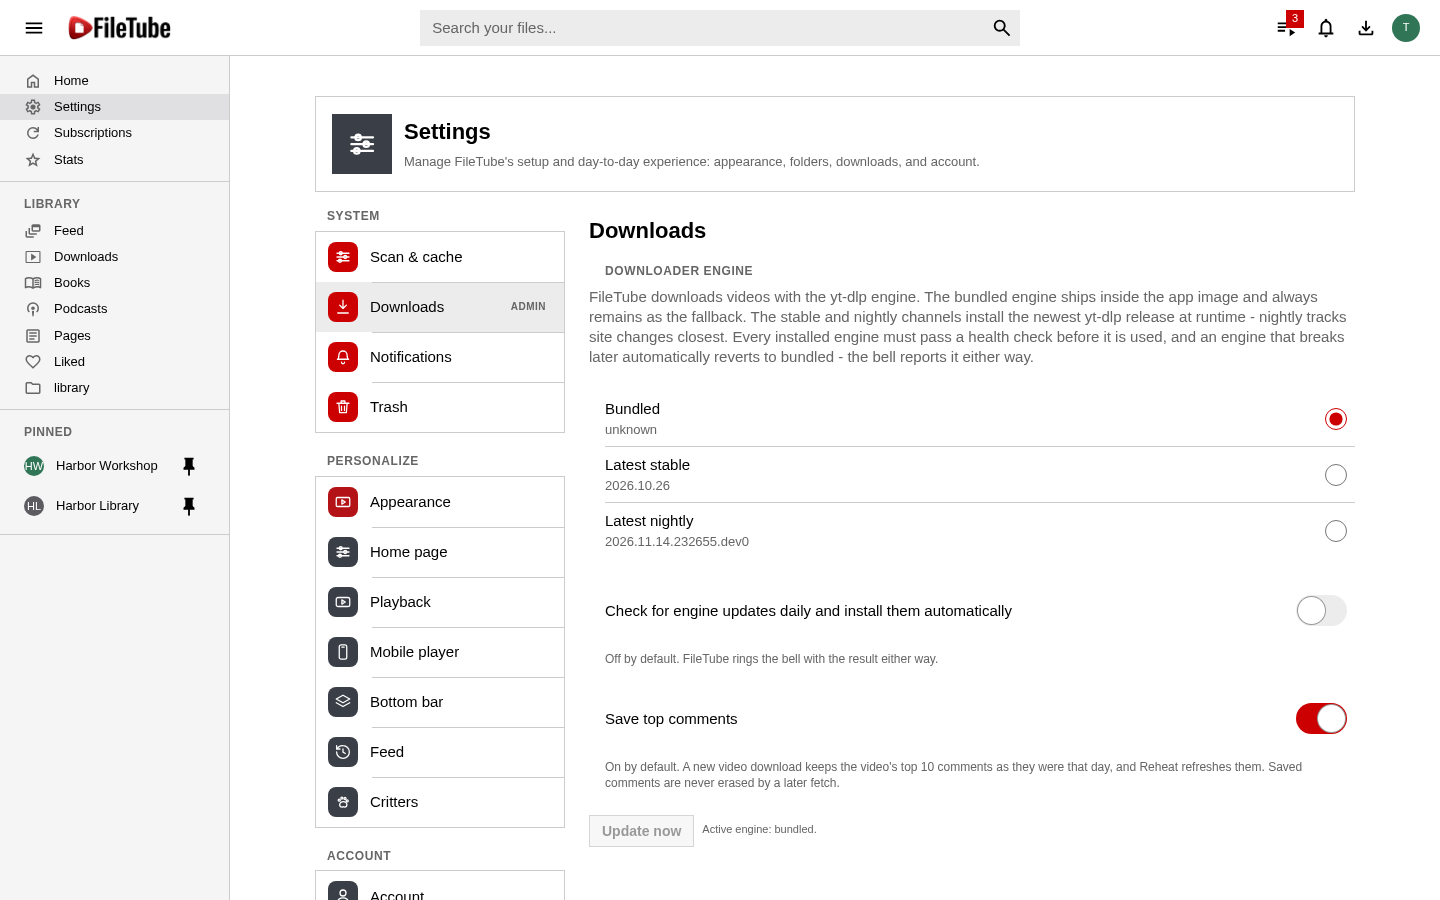 FileTube
Search your files...
3
T
Home
Settings
Subscriptions
Stats
LIBRARY
Feed
Downloads
Books
Podcasts
Pages
Liked
library
PINNED
HW Harbor Workshop
HL Harbor Library
Settings
Manage FileTube's setup and day-to-day experience: appearance, folders, downloads, and account.
SYSTEM
Scan & cache
Downloads ADMIN
Notifications
Trash
PERSONALIZE
Appearance
Home page
Playback
Mobile player
Bottom bar
Feed
Critters
ACCOUNT
Account
Downloads
DOWNLOADER ENGINE
FileTube downloads videos with the yt-dlp engine. The bundled engine ships inside the app image and always
remains as the fallback. The stable and nightly channels install the newest yt-dlp release at runtime - nightly tracks
site changes closest. Every installed engine must pass a health check before it is used, and an engine that breaks
later automatically reverts to bundled - the bell reports it either way.
Bundled
unknown
Latest stable
2026.10.26
Latest nightly
2026.11.14.232655.dev0
Check for engine updates daily and install them automatically
Off by default. FileTube rings the bell with the result either way.
Save top comments
On by default. A new video download keeps the video's top 10 comments as they were that day, and Reheat refreshes them. Saved
comments are never erased by a later fetch.
Update now
Active engine: bundled.